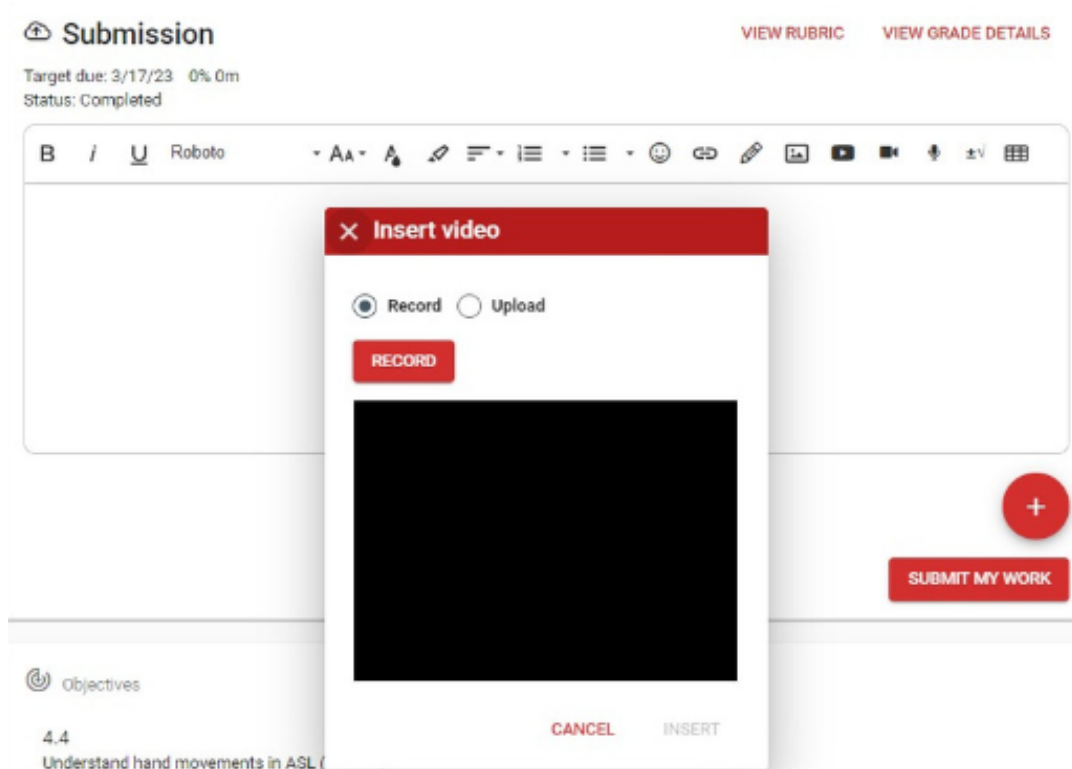 Submission
VIEW RUBRIC VIEW GRADE DETAILS
Target due: 3/17/23 0% 0m
Status: Completed
B i U Roboto AA A ±√
Insert video
Record Upload
RECORD
SUBMIT MY WORK
Objectives
CANCEL INSERT
4.4
Understand hand movements in ASL (